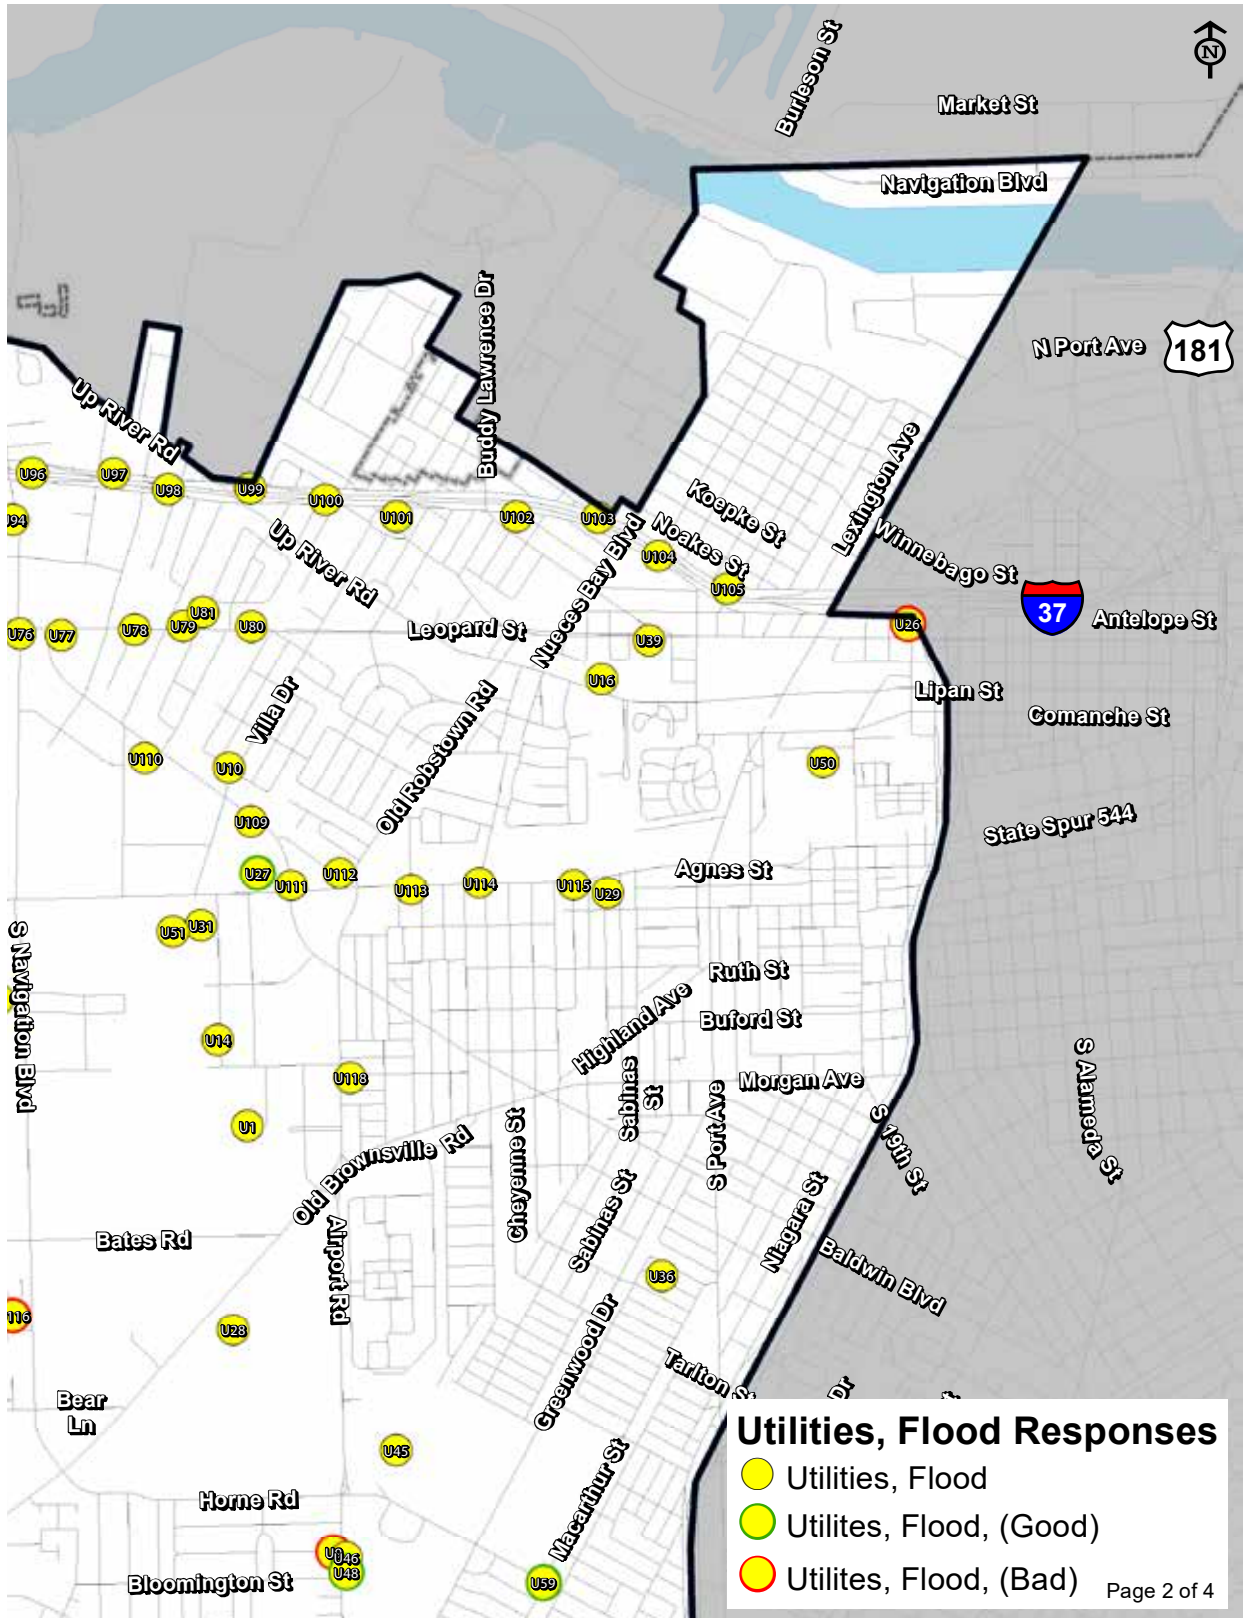 Burleson St
N
Market St
Navigation Blvd
Buddy Lawrence Dr
N Port Ave
181
Up River Rd
Lexington Ave
U96
U97
U98
U99
U100
U101
U102
U103
Koepke St
Noakes St
Winnebago St
U104
U105
Up River Rd
Nueces Bay Blvd
37
Antelope St
U81
U76
U77
U78
U79
U80
Leopard St
U39
U26
U16
Lipan St
Comanche St
Villa Dr
Old Robstown Rd
U110
U10
U50
U109
State Spur 544
U27
U111
U112
U113
U114
U115
U29
Agnes St
U51
U31
S Navigation Blvd
Ruth St
Highland Ave
Buford St
U14
U118
Sabinas
St
Morgan Ave
S Port Ave
S Alameda St
U1
Old Brownsville Rd
Cheyenne St
S 19th St
Sabinas St
Niagara St
Bates Rd
Airport Rd
Baldwin Blvd
U36
116
U28
Greenwood Dr
Tarlton St
Dr
Bear
Ln
U45
Macarthur St
Horne Rd
U46
U48
Bloomington St
U59
Utilities, Flood Responses
Utilities, Flood
Utilites, Flood, (Good)
Utilites, Flood, (Bad)
Page 2 of 4